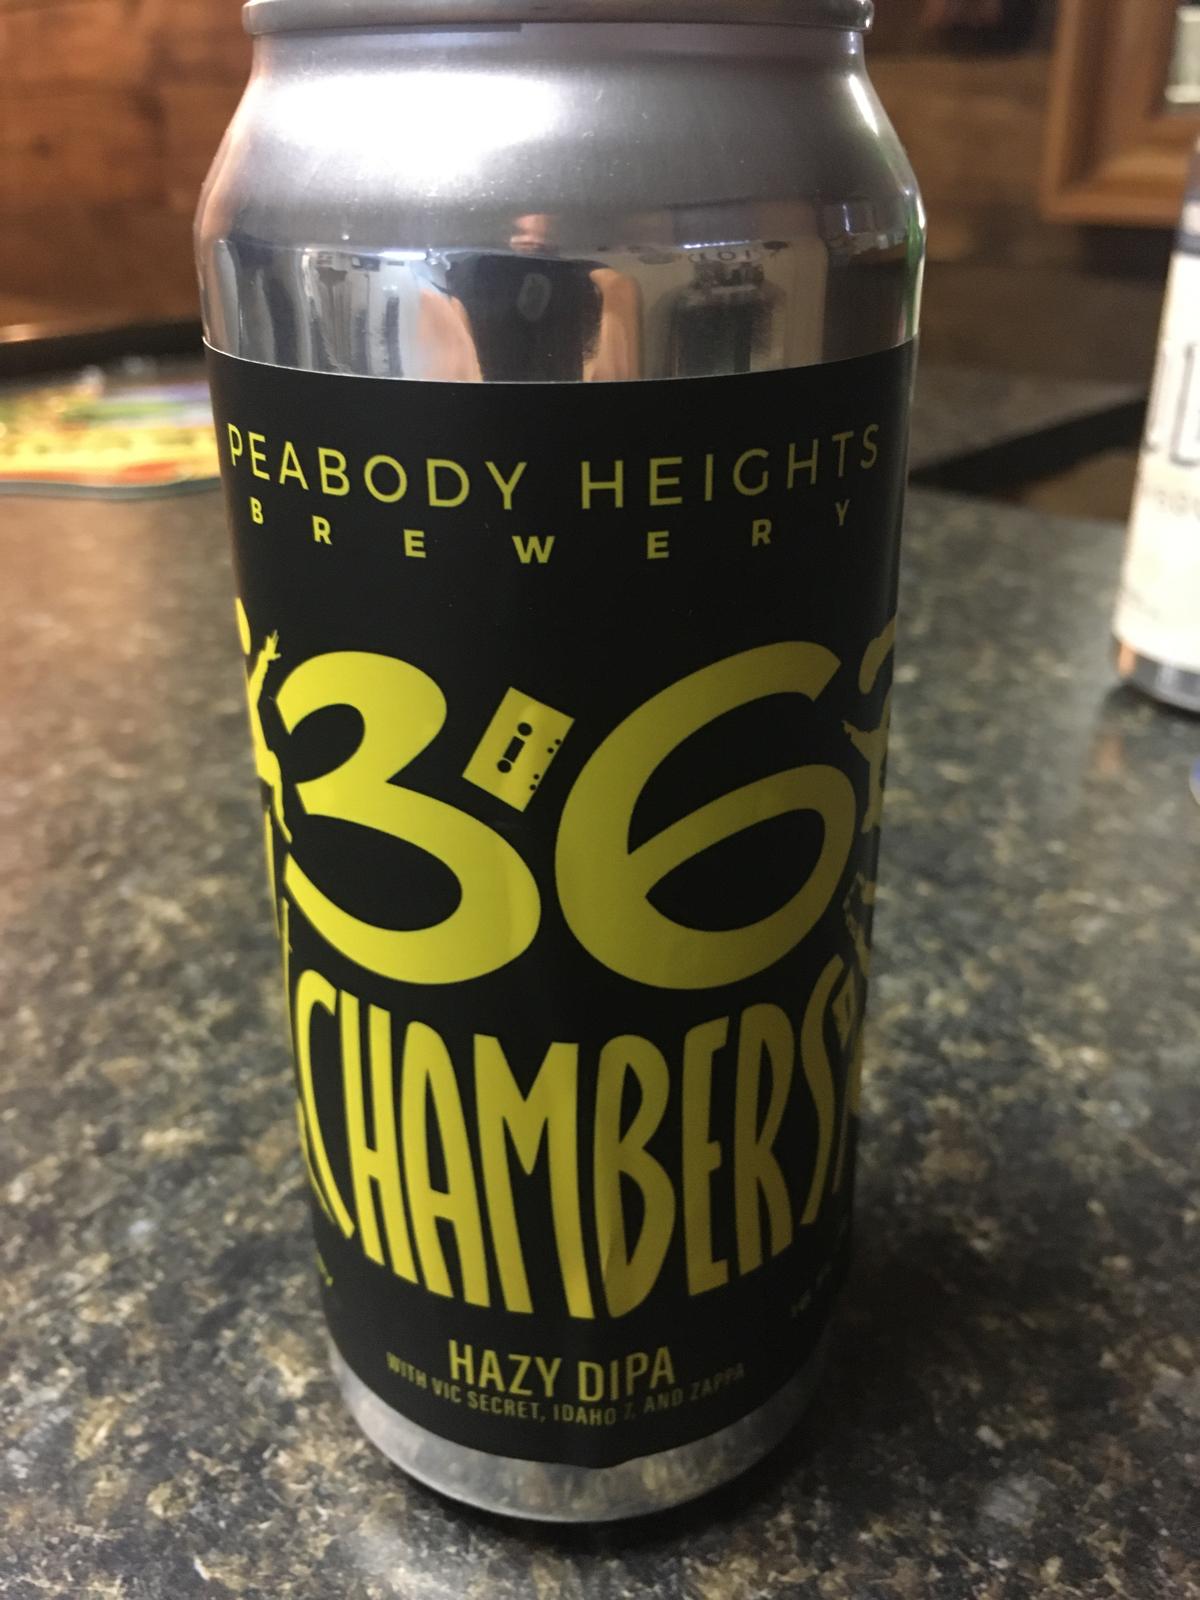 PEABODY HEIGHTS
BREWERY
36
CHAMBERS
HAZY DIPA
WITH VIC SECRET, IDAHO 7, AND ZAPPA